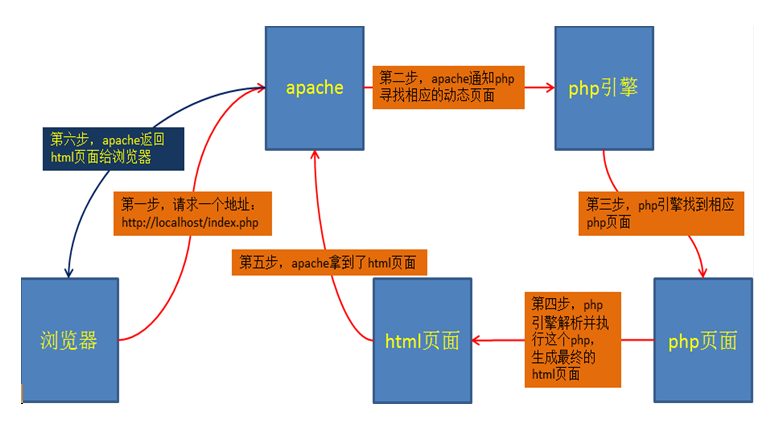 apache
第二步，apache通知php
寻找相应的动态页面
php引擎
第六步，apache返回
html页面给浏览器
第一步，请求一个地址：
http://localhost/index.php
第三步，php引擎找到相应
php页面
第五步，apache拿到了html页面
第四步，php
引擎解析并执
行这个php，
生成最终的
html页面
浏览器
html页面
php页面